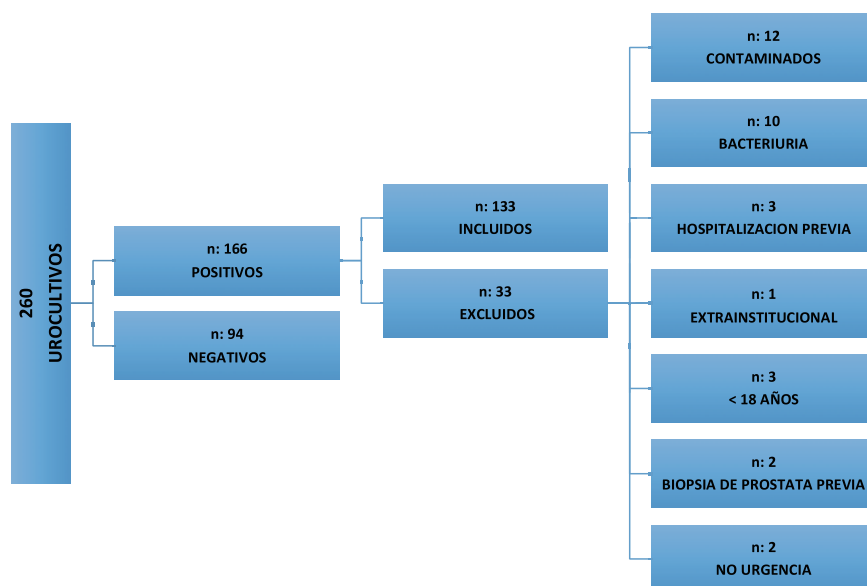 260
UROCULTIVOS
n: 166
POSITIVOS
n: 94
NEGATIVOS
n: 133
INCLUIDOS
n: 33
EXCLUIDOS
n: 12
CONTAMINADOS
n: 10
BACTERIURIA
n: 3
HOSPITALIZACION PREVIA
n: 1
EXTRAINSTITUCIONAL
n: 3
< 18 AÑOS
n: 2
BIOPSIA DE PROSTATA PREVIA
n: 2
NO URGENCIA